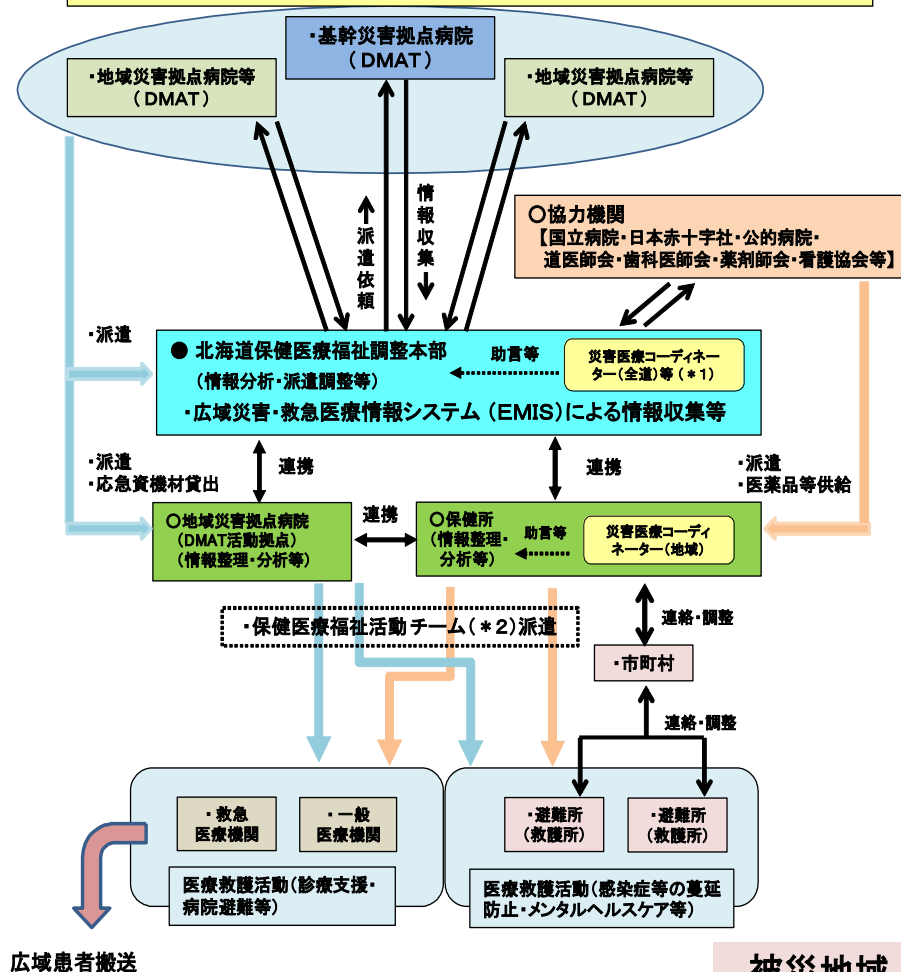 ・基幹災害拠点病院
（DMAT）
・地域災害拠点病院等
（DMAT）
・地域災害拠点病院等
（DMAT）
↑派遣依頼
情報収集↓
〇協力機関
【国立病院・日本赤十字社・公的病院・
道医師会・歯科医師会・薬剤師会・看護協会等】
・派遣
● 北海道保健医療福祉調整本部
（情報分析・派遣調整等）
助言等
災害医療コーディネー
ター（全道）等（＊1）
・広域災害・救急医療情報システム（EMIS）による情報収集等
・派遣
・応急資機材貸出
連携
連携
・派遣
・医薬品等供給
〇地域災害拠点病院
（DMAT活動拠点）
（情報整理・分析等）
連携
〇保健所
（情報整理・
分析等）
助言等
災害医療コーディ
ネーター（地域）
・保健医療福祉活動チーム（＊2）派遣
連絡・調整
・市町村
連絡・調整
・救急
医療機関
・一般
医療機関
・避難所
（救護所）
・避難所
（救護所）
医療救護活動（診療支援・
病院避難等）
医療救護活動（感染症等の蔓延
防止・メンタルヘルスケア等）
広域患者搬送
被災地域